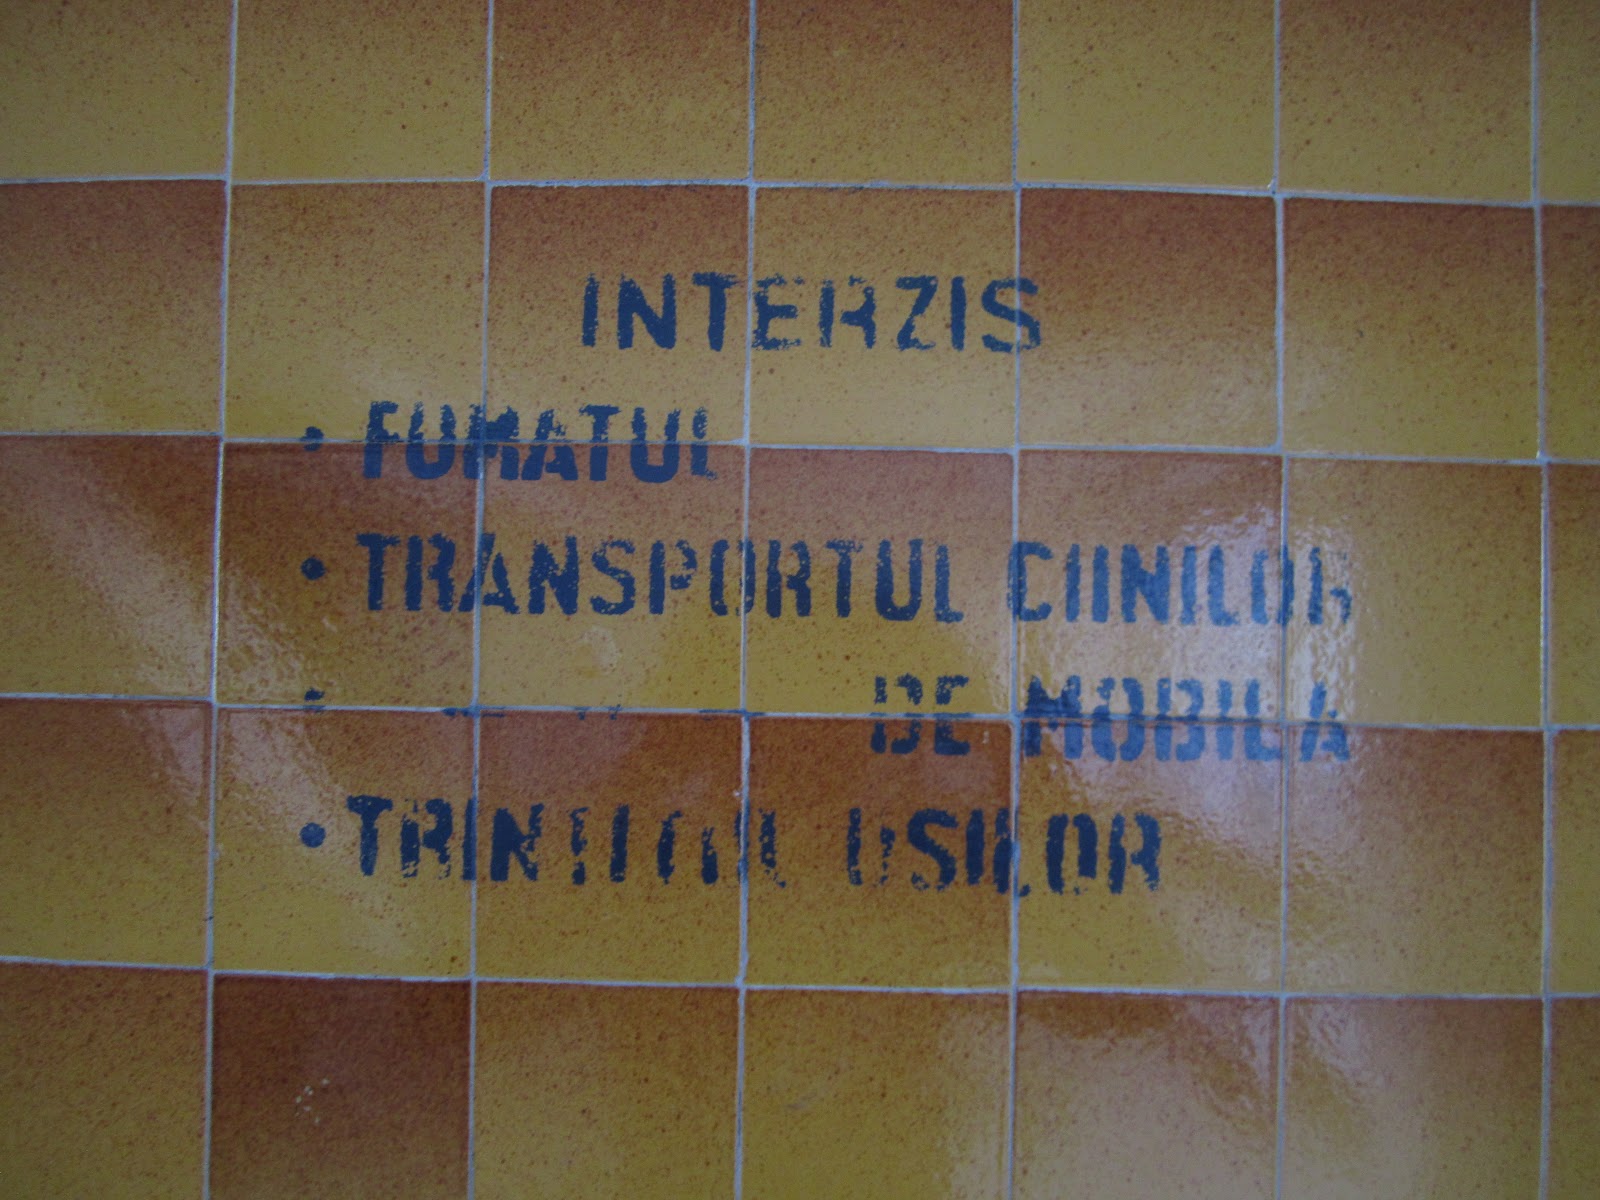 INTERZIS
• FUMATUL
• TRANSPORTUL CIINILOR
• DE MOBILA
• TRINTITUL USILOR